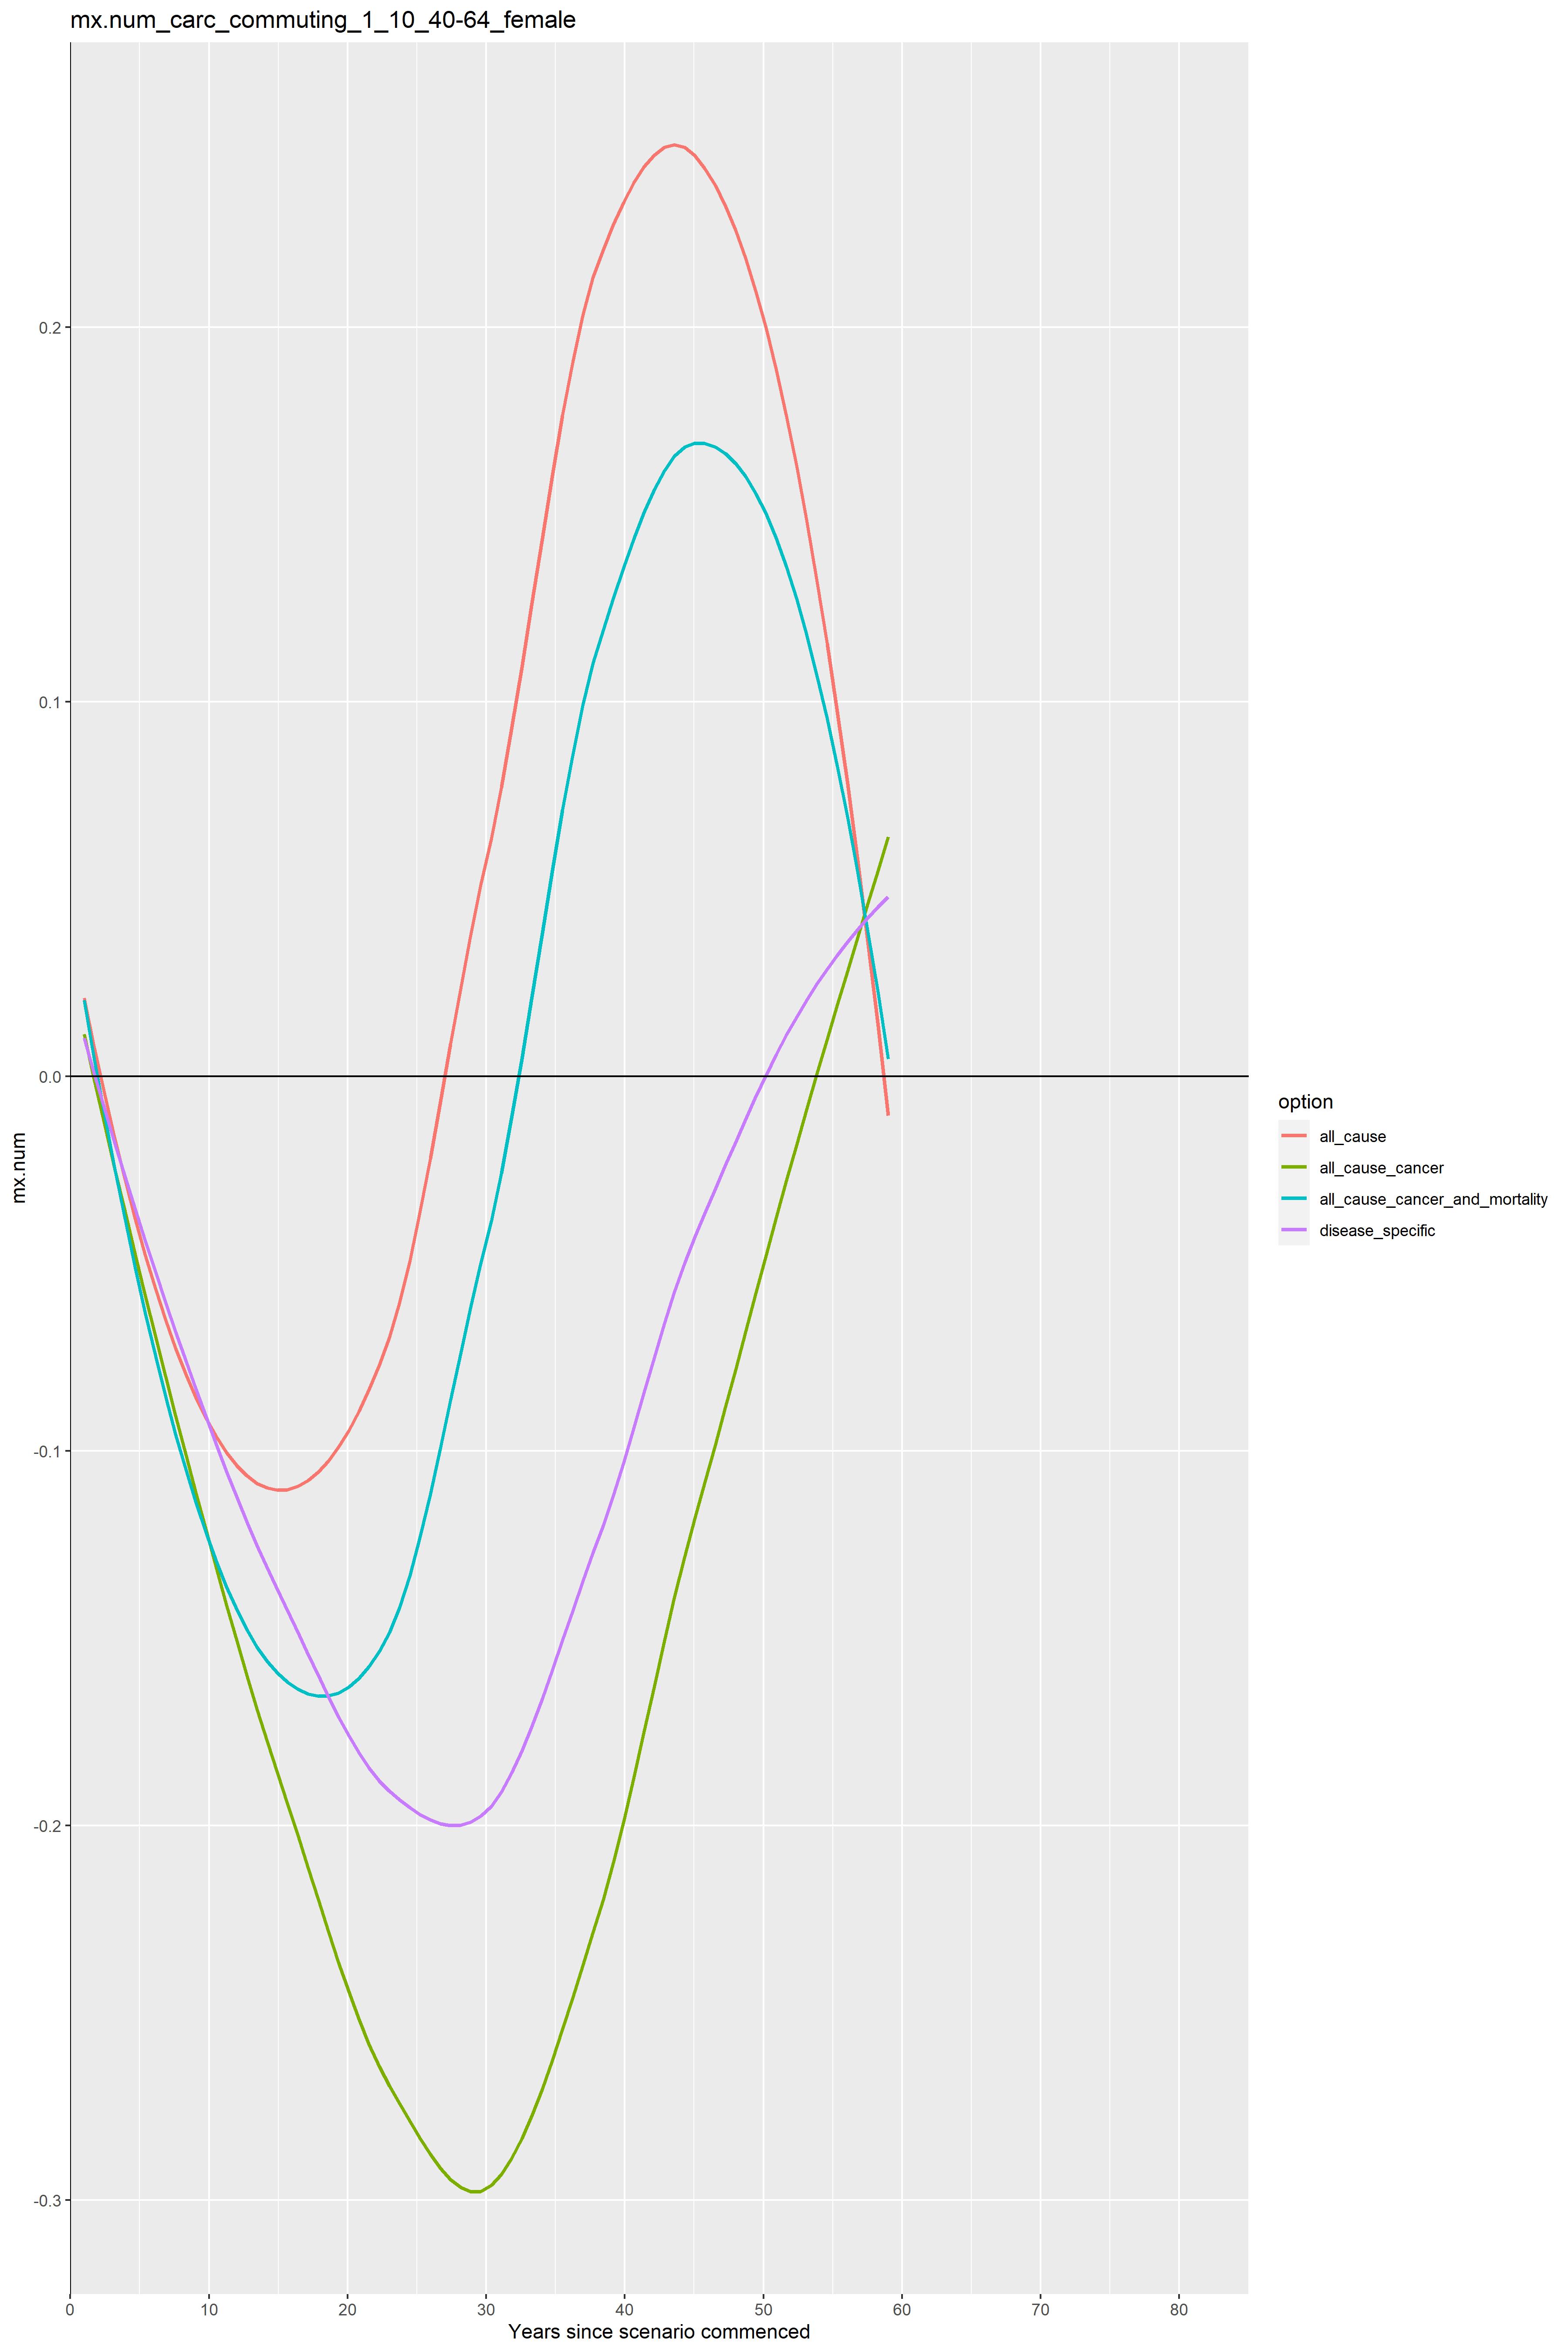 mx.num_carc_commuting_1_10_40-64_female
0.2
0.1
0.0
-0.1
-0.2
-0.3
mx.num
0 10 20 30 40 50 60 70 80
Years since scenario commenced
option
all_cause
all_cause_cancer
all_cause_cancer_and_mortality
disease_specific